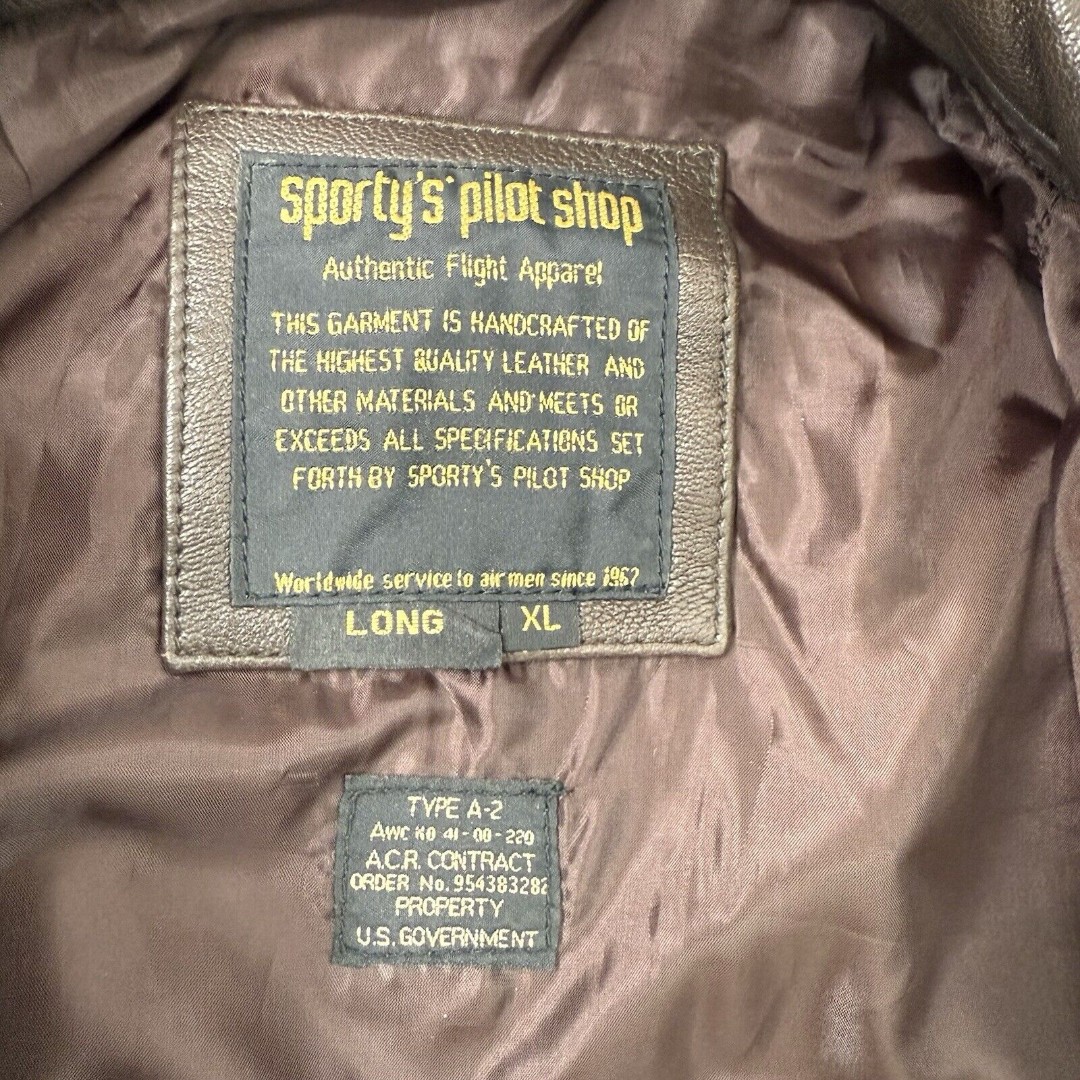 sporty's pilot shop
Authentic Flight Apparel
THIS GARMENT IS HANDCRAFTED OF
THE HIGHEST QUALITY LEATHER AND
OTHER MATERIALS AND MEETS OR
EXCEEDS ALL SPECIFICATIONS SET
FORTH BY SPORTY'S PILOT SHOP
Worldwide service to airmen since 1962
LONG XL
TYPE A-2
AWC NO 41-00-220
A.C.R. CONTRACT
ORDER No. 954383282
PROPERTY
U.S. GOVERNMENT